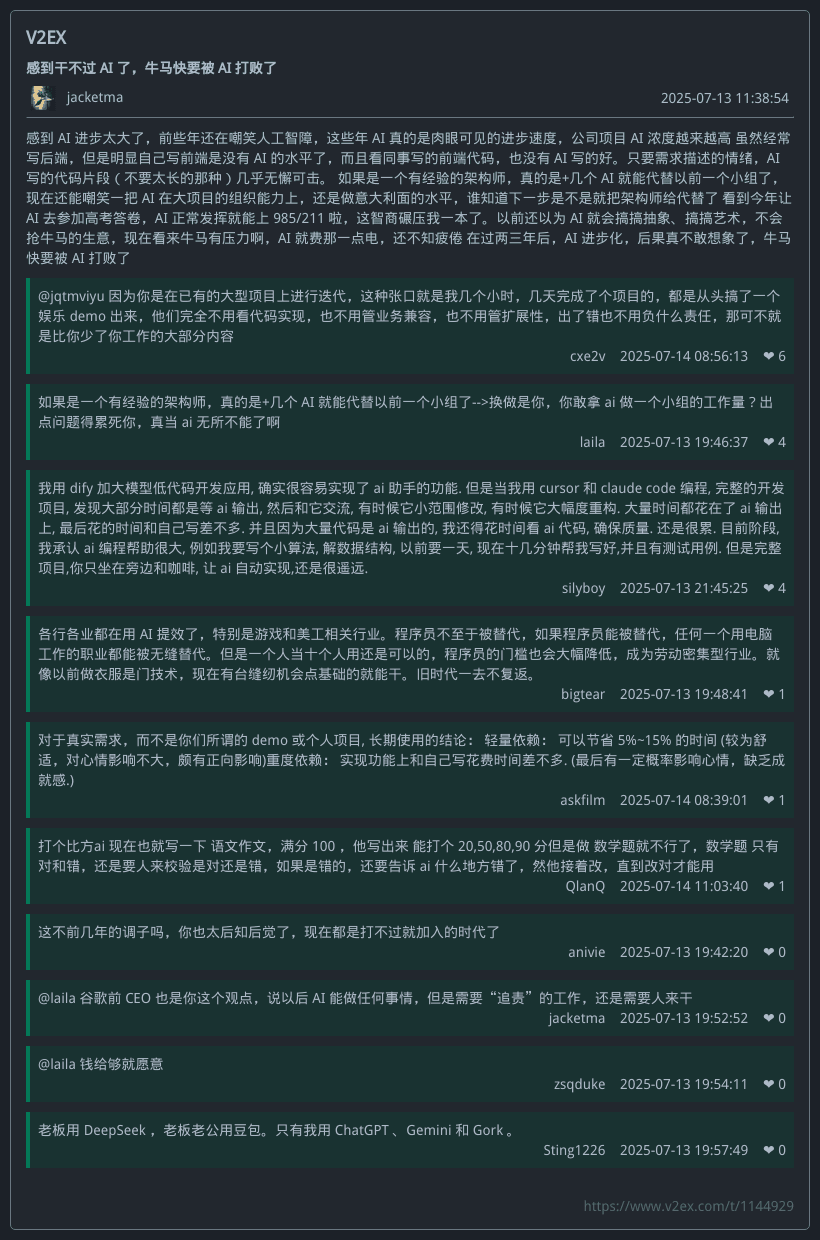 V2EX
感到干不过 AI 了，牛马快要被 AI 打败了
jacketma 2025-07-13 11:38:54
感到 AI 进步太大了，前些年还在嘲笑人工智障，这些年 AI 真的是肉眼可见的进步速度，公司项目 AI 浓度越来越高 虽然经常
写后端，但是明显自己写前端是没有 AI 的水平了，而且看同事写的前端代码，也没有 AI 写的好。只要需求描述的情绪，AI
写的代码片段（不要太长的那种）几乎无懈可击。 如果是一个有经验的架构师，真的是+几个 AI 就能代替以前一个小组了，
现在还能嘲笑一把 AI 在大项目的组织能力上，还是做意大利面的水平，谁知道下一步是不是就把架构师给代替了 看到今年让
AI 去参加高考答卷，AI 正常发挥就能上 985/211 啦，这智商碾压我一本了。以前还以为 AI 就会搞搞抽象、搞搞艺术，不会
抢牛马的生意，现在看来牛马有压力啊，AI 就费那一点电，还不知疲倦 在过两三年后，AI 进步化，后果真不敢想象了，牛马
快要被 AI 打败了
@jqtmviyu 因为你是在已有的大型项目上进行迭代，这种张口就是我几个小时，几天完成了个项目的，都是从头搞了一个
娱乐 demo 出来，他们完全不用看代码实现，也不用管业务兼容，也不用管扩展性，出了错也不用负什么责任，那可不就
是比你少了你工作的大部分内容
cxe2v 2025-07-14 08:56:13 ❤ 6
如果是一个有经验的架构师，真的是+几个 AI 就能代替以前一个小组了-->换做是你，你敢拿 ai 做一个小组的工作量？出
点问题得累死你，真当 ai 无所不能了啊
laila 2025-07-13 19:46:37 ❤ 4
我用 dify 加大模型低代码开发应用, 确实很容易实现了 ai 助手的功能. 但是当我用 cursor 和 claude code 编程, 完整的开发
项目, 发现大部分时间都是等 ai 输出, 然后和它交流, 有时候它小范围修改, 有时候它大幅度重构. 大量时间都花在了 ai 输出
上, 最后花的时间和自己写差不多. 并且因为大量代码是 ai 输出的, 我还得花时间看 ai 代码, 确保质量. 还是很累. 目前阶段,
我承认 ai 编程帮助很大, 例如我要写个小算法, 解数据结构, 以前要一天, 现在十几分钟帮我写好,并且有测试用例. 但是完整
项目,你只坐在旁边和咖啡, 让 ai 自动实现,还是很遥远.
silyboy 2025-07-13 21:45:25 ❤ 4
各行各业都在用 AI 提效了，特别是游戏和美工相关行业。程序员不至于被替代，如果程序员能被替代，任何一个用电脑
工作的职业都能被无缝替代。但是一个人当十个人用还是可以的，程序员的门槛也会大幅降低，成为劳动密集型行业。就
像以前做衣服是门技术，现在有台缝纫机会点基础的就能干。旧时代一去不复返。
bigtear 2025-07-13 19:48:41 ❤ 1
对于真实需求，而不是你们所谓的 demo 或个人项目, 长期使用的结论： 轻量依赖： 可以节省 5%~15% 的时间 (较为舒
适，对心情影响不大，颇有正向影响)重度依赖： 实现功能上和自己写花费时间差不多. (最后有一定概率影响心情，缺乏成
就感.)
askfilm 2025-07-14 08:39:01 ❤ 1
打个比方ai 现在也就写一下 语文作文，满分 100 ，他写出来 能打个 20,50,80,90 分但是做 数学题就不行了，数学题 只有
对和错，还是要人来校验是对还是错，如果是错的，还要告诉 ai 什么地方错了，然他接着改，直到改对才能用
QlanQ 2025-07-14 11:03:40 ❤ 1
这不前几年的调子吗，你也太后知后觉了，现在都是打不过就加入的时代了
anivie 2025-07-13 19:42:20 ❤ 0
@laila 谷歌前 CEO 也是你这个观点，说以后 AI 能做任何事情，但是需要“追责”的工作，还是需要人来干
jacketma 2025-07-13 19:52:52 ❤ 0
@laila 钱给够就愿意
zsqduke 2025-07-13 19:54:11 ❤ 0
老板用 DeepSeek ，老板老公用豆包。只有我用 ChatGPT 、Gemini 和 Gork 。
Sting1226 2025-07-13 19:57:49 ❤ 0
https://www.v2ex.com/t/1144929